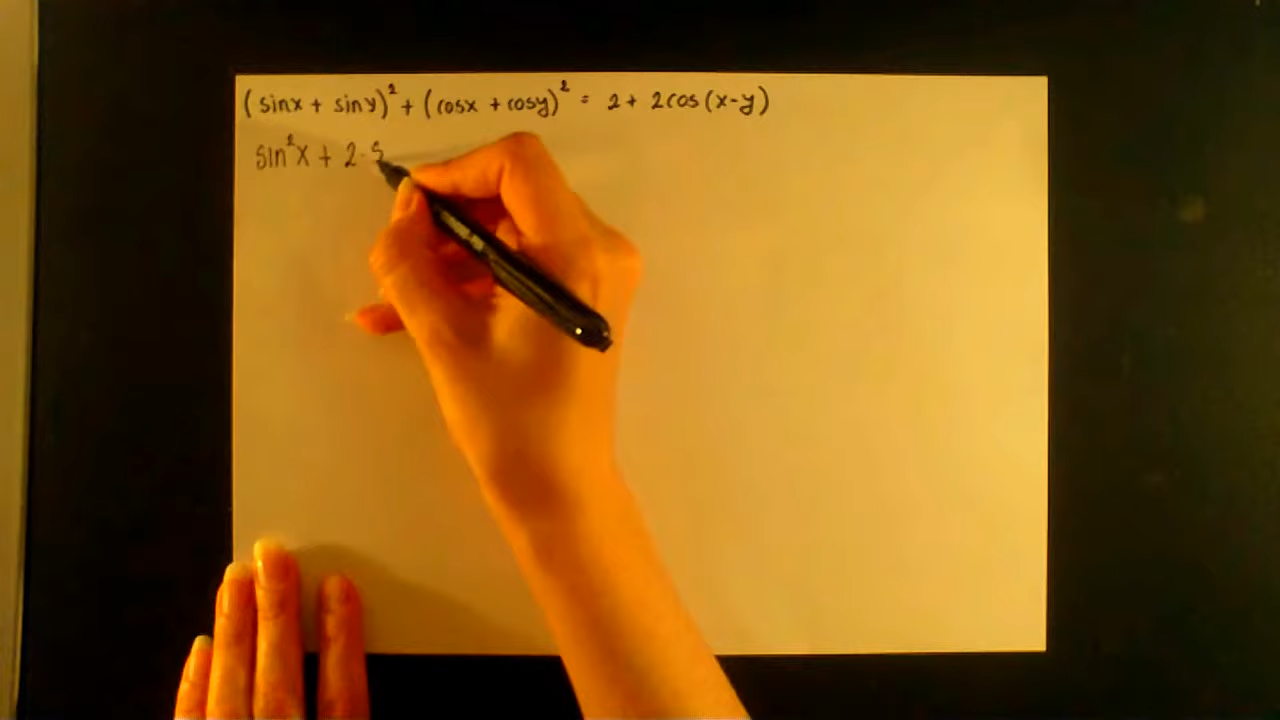 (sinx + siny)² + (cosx + cosy)² = 2 + 2cos(x-y)
sin²x + 2·s